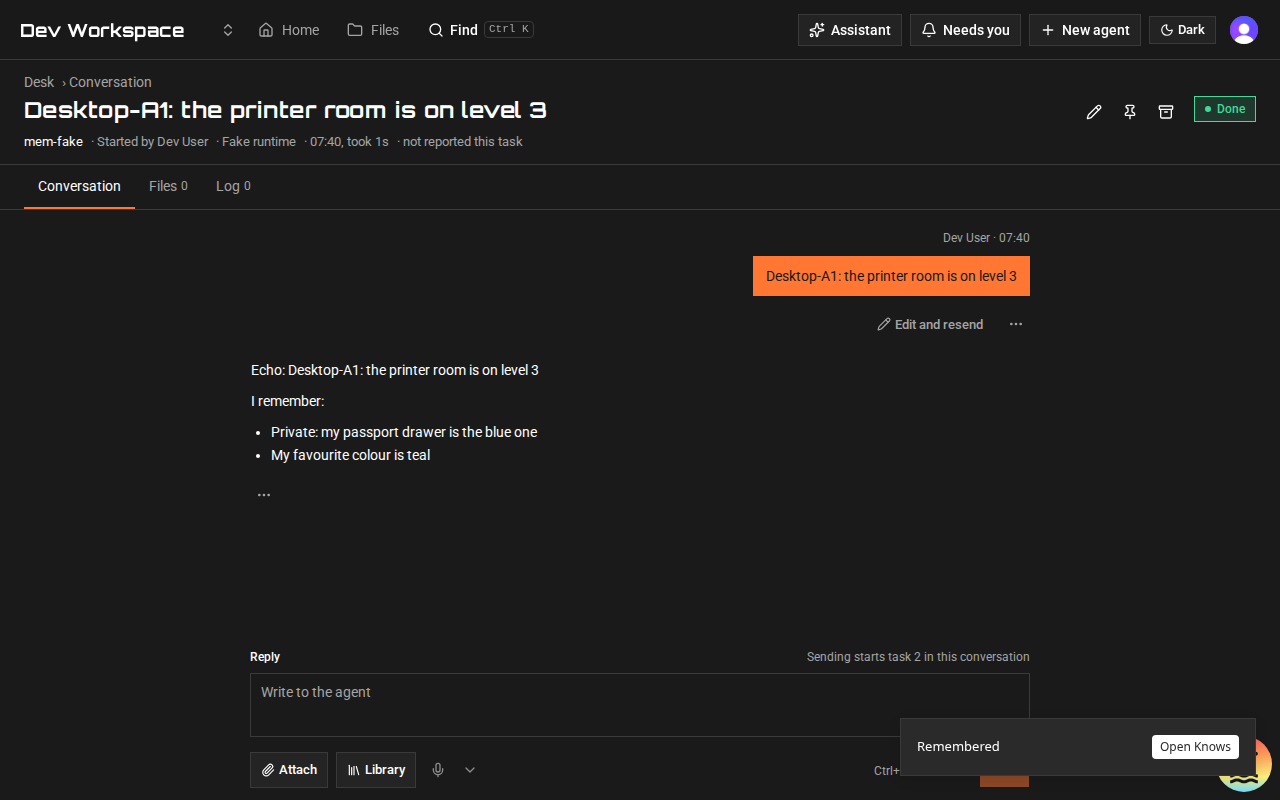 Dev Workspace
Home
Files
Find Ctrl K
Assistant
Needs you
New agent
Dark
Desk › Conversation
Desktop-A1: the printer room is on level 3
Done
mem-fake · Started by Dev User · Fake runtime · 07:40, took 1s · not reported this task
Conversation
Files 0
Log 0
Dev User · 07:40
Desktop-A1: the printer room is on level 3
Edit and resend
Echo: Desktop-A1: the printer room is on level 3
I remember:
• Private: my passport drawer is the blue one
• My favourite colour is teal
Reply
Sending starts task 2 in this conversation
Write to the agent
Attach
Library
Ctrl+
Remembered
Open Knows